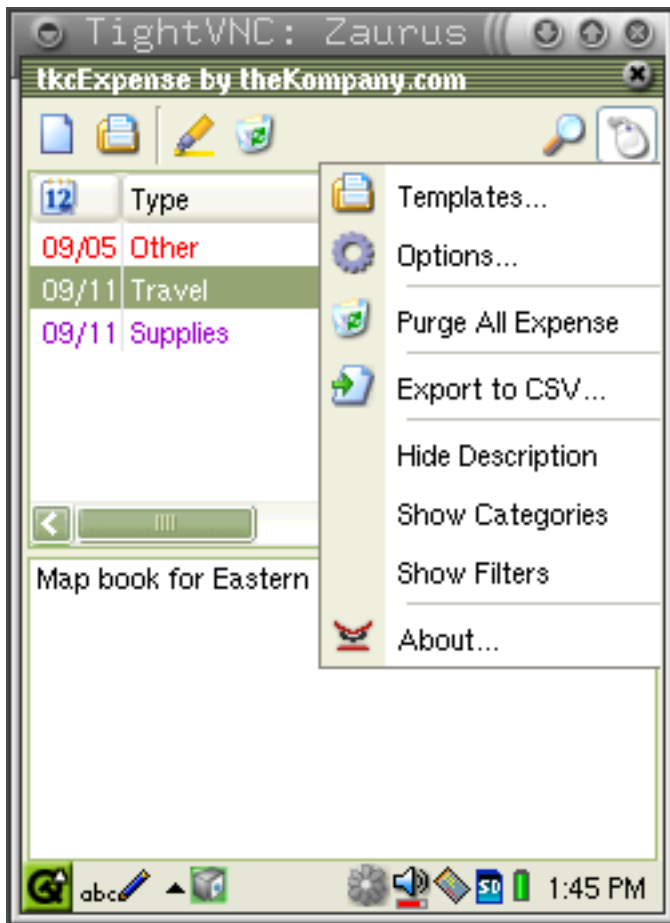 TightVNC: Zaurus
tkcExpense by theKompany.com
12 Type
09/05 Other
09/11 Travel
09/11 Supplies
Templates...
Options...
Purge All Expense
Export to CSV...
Hide Description
Show Categories
Show Filters
About...
Map book for Eastern
abc
SD
1:45 PM